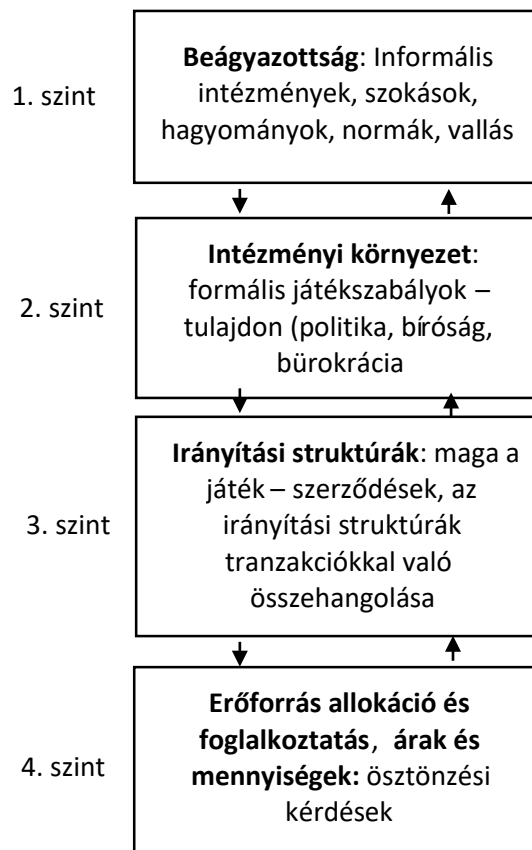 1. szint
Beágyazottság: Informális
intézmények, szokások,
hagyományok, normák, vallás
2. szint
Intézményi környezet:
formális játékszabályok –
tulajdon (politika, bíróság,
bürokrácia
3. szint
Irányítási struktúrák: maga a
játék – szerződések, az
irányítási struktúrák
tranzakciókkal való
összehangolása
4. szint
Erőforrás allokáció és
foglalkoztatás, árak és
mennyiségek: ösztönzési
kérdések